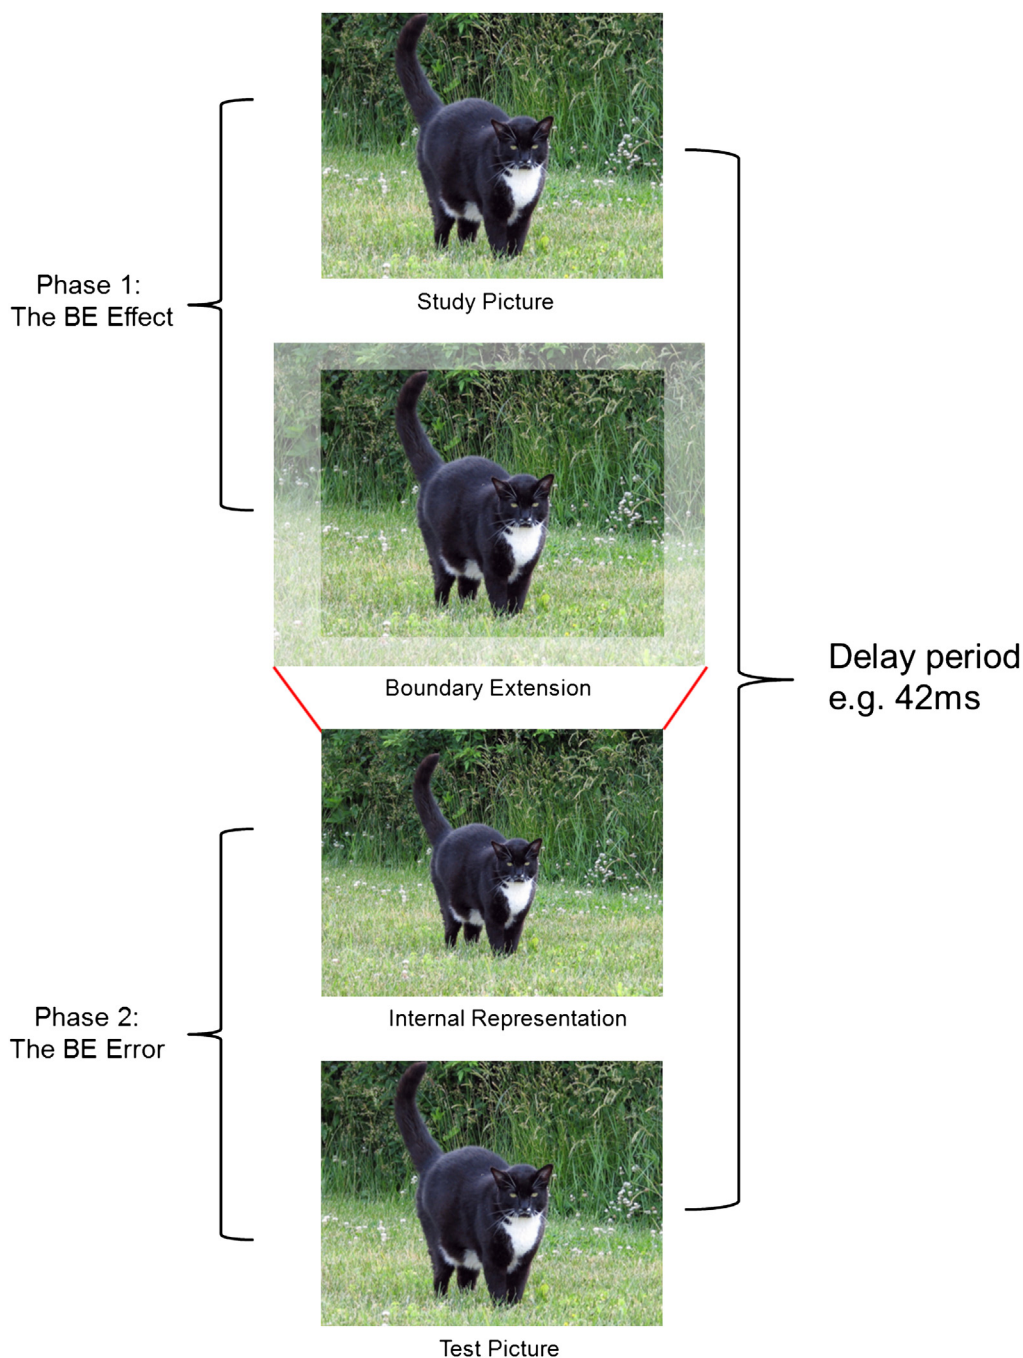 Study Picture
Phase 1:
The BE Effect
Boundary Extension
Delay period
e.g. 42ms
Internal Representation
Phase 2:
The BE Error
Test Picture